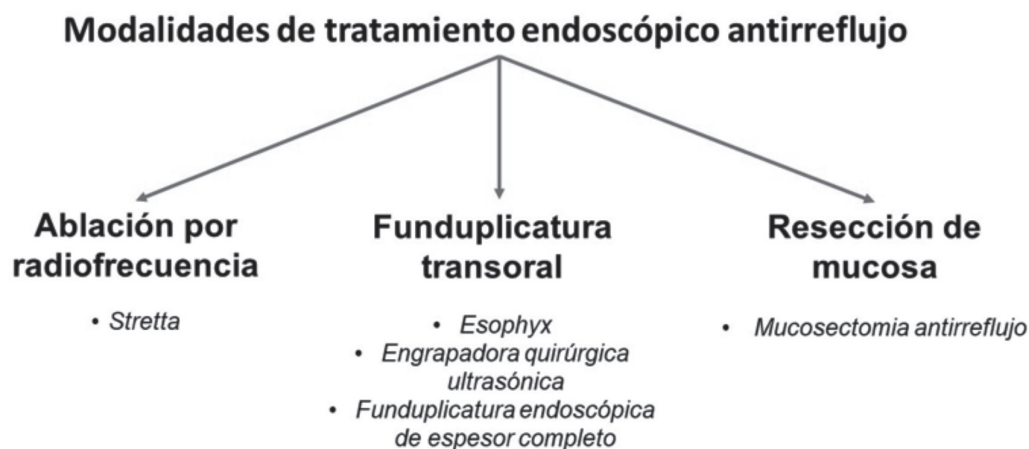 Modalidades de tratamiento endoscópico antirreflujo
Ablación por
radiofrecuencia
• Stretta
Funduplicatura
transoral
• Esophyx
• Engrapadora quirúrgica
ultrasónica
• Funduplicatura endoscópica
de espesor completo
Resección de
mucosa
• Mucosectomia antirreflujo